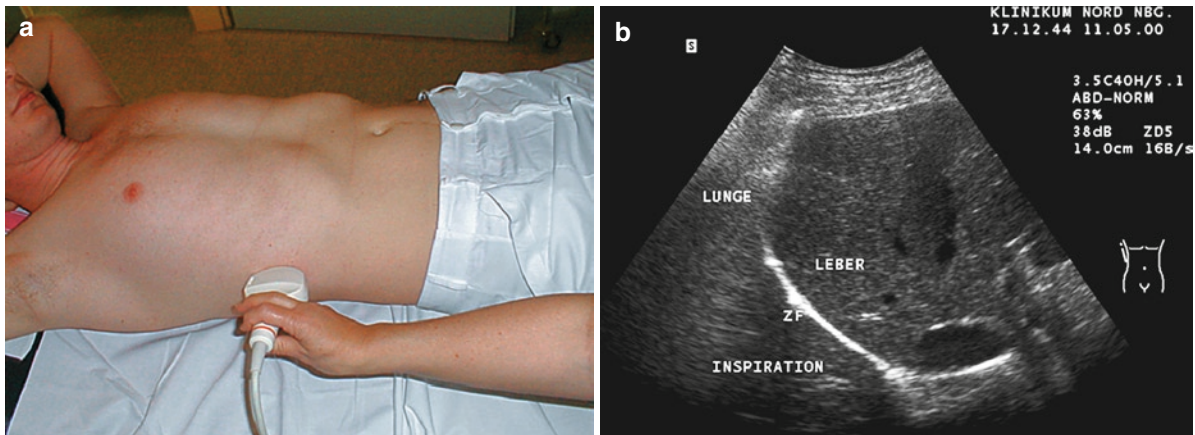 a
b
S
KLINIKUM NORD NBG.
17.12.44 11.05.00
3.5C40H/5.1
ABD-NORM
63%
38dB ZD5
14.0cm 16B/s
LUNGE
LEBER
ZF
INSPIRATION